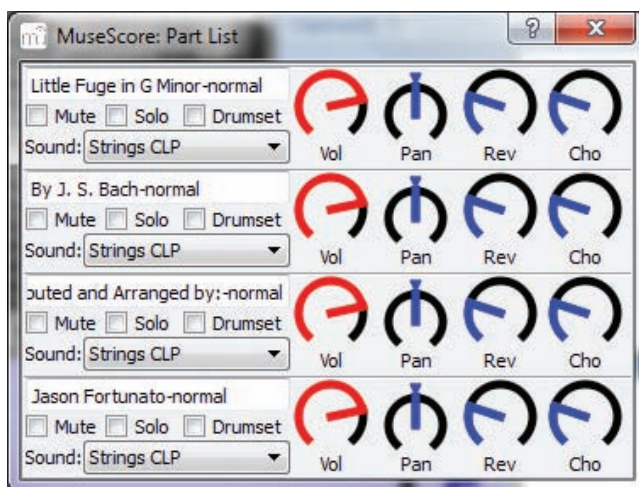 MuseScore: Part List
Little Fuge in G Minor-normal
Mute Solo Drumset
Sound: Strings CLP
Vol Pan Rev Cho
By J. S. Bach-normal
Mute Solo Drumset
Sound: Strings CLP
Vol Pan Rev Cho
outed and Arranged by:-normal
Mute Solo Drumset
Sound: Strings CLP
Vol Pan Rev Cho
Jason Fortunato-normal
Mute Solo Drumset
Sound: Strings CLP
Vol Pan Rev Cho